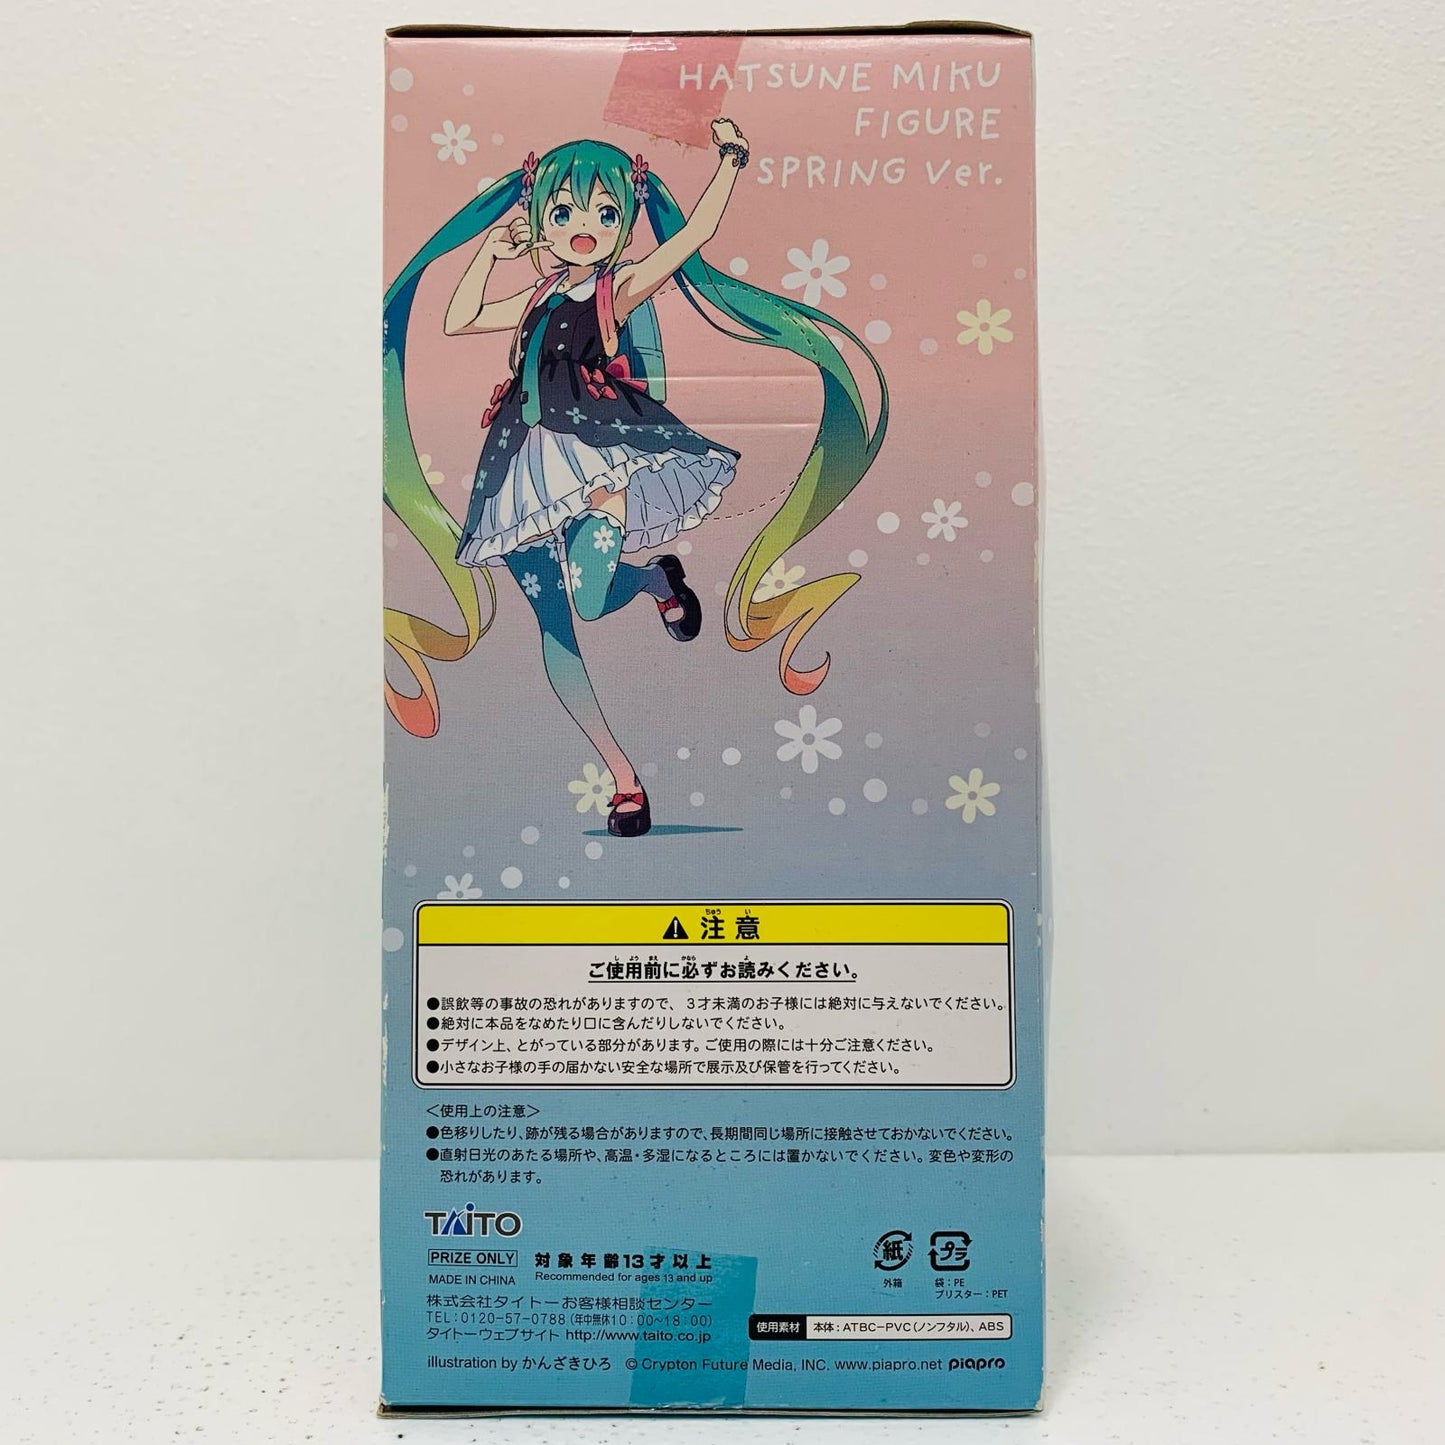 HATSUNE MIKU
FIGURE
SPRING Ver.
注意
ちゅう い
ご使用前に必ずお読みください。
し よう まえ かなら よ
●誤飲等の事故の恐れがありますので、3才未満のお子様には絶対に与えないでください。
●絶対に本品をなめたり口に含んだりしないでください。
●デザイン上、とがっている部分があります。ご使用の際には十分ご注意ください。
●小さなお子様の手の届かない安全な場所で展示及び保管を行ってください。
＜使用上の注意＞
●色移りしたり、跡が残る場合がありますので、長期間同じ場所に接触させておかないでください。
●直射日光のあたる場所や、高温・多湿になるところには置かないでください。変色や変形の
恐れがあります。
TAITO
PRIZE ONLY
対象年齢13才以上
MADE IN CHINA
Recommended for ages 13 and up
紙
外箱
プラ
袋：PE
ブリスター：PET
株式会社タイトーお客様相談センター
TEL：0120-57-0788（年中無休10：00～18：00）
タイトーウェブサイト http://www.taito.co.jp
使用素材 本体：ATBC-PVC（ノンフタル）、ABS
illustration by かんざきひろ © Crypton Future Media, INC. www.piapro.net piapro